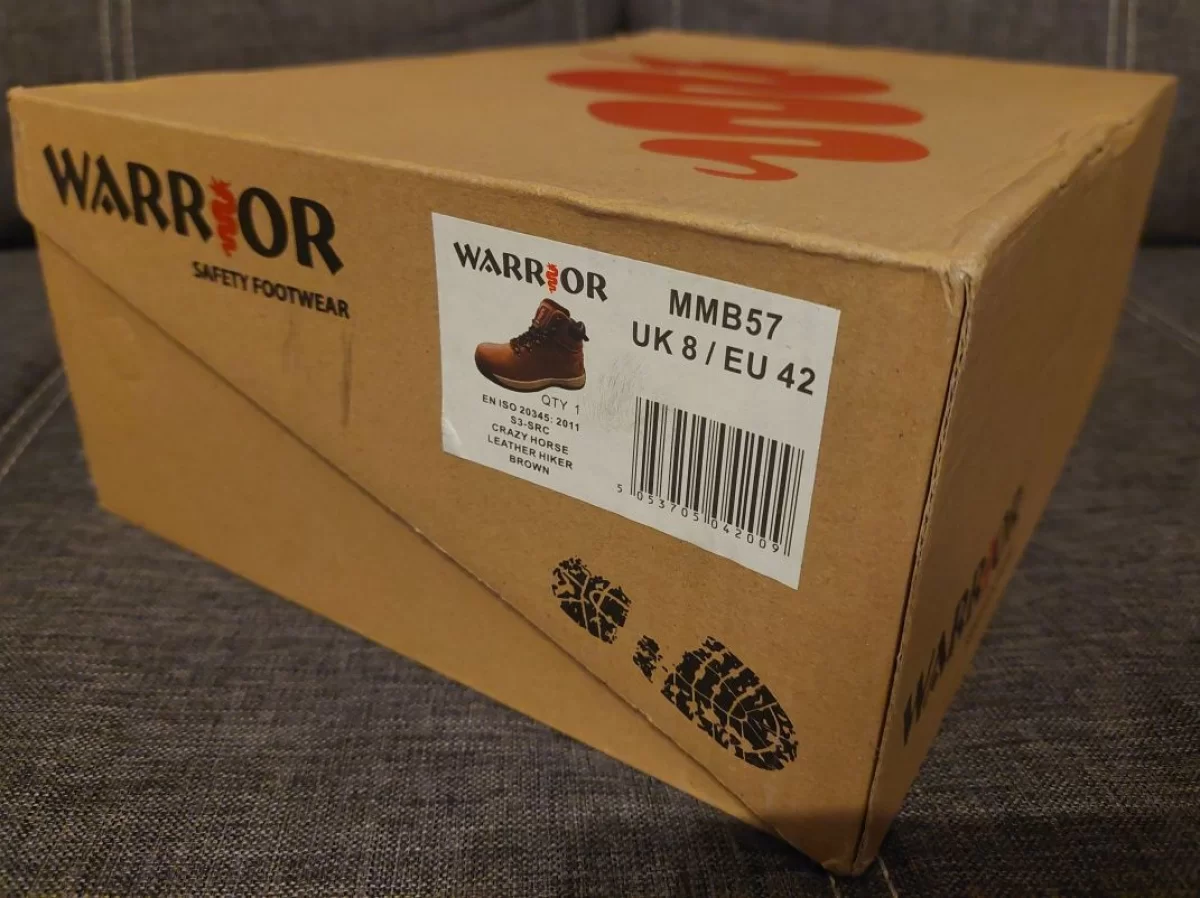 WARRIOR
SAFETY FOOTWEAR
WARRIOR
MMB57
UK 8 / EU 42
QTY 1
EN ISO 20345: 2011
S3-SRC
CRAZY HORSE
LEATHER HIKER
BROWN
5 053705 042009
WARRIOR